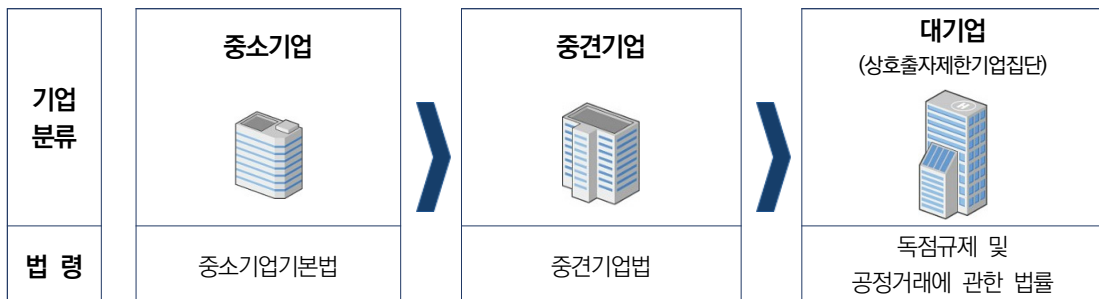 기업
분류
중소기업
중견기업
대기업
(상호출자제한기업집단)
H
법 령
중소기업기본법
중견기업법
독점규제 및
공정거래에 관한 법률